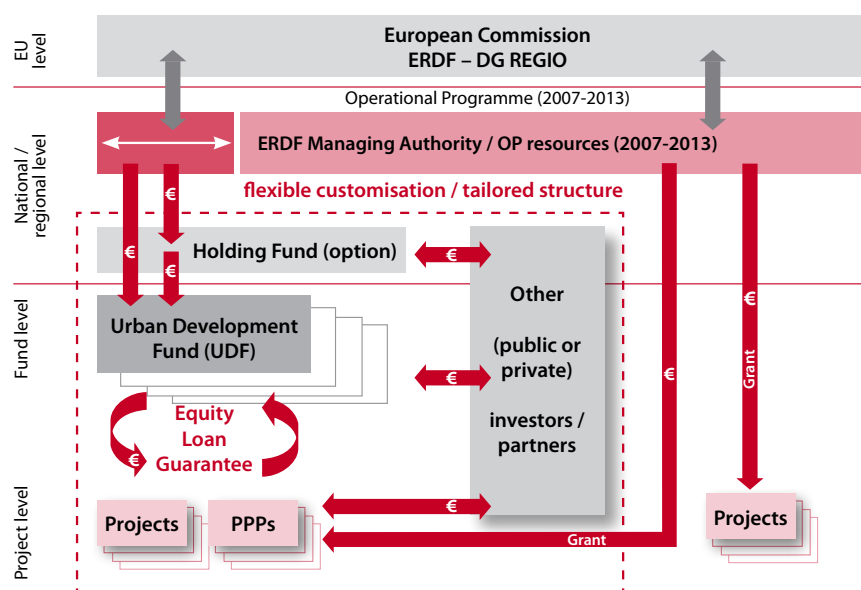 EU
level
European Commission
ERDF – DG REGIO
Operational Programme (2007-2013)
National /
regional level
ERDF Managing Authority / OP resources (2007-2013)
flexible customisation / tailored structure
€
€
Holding Fund (option)
€
€
Fund level
Urban Development
Fund (UDF)
Other
(public or
private)
investors /
partners
€
€
€
Grant
Equity
Loan
Guarantee
€
Project level
Projects
PPPs
€
Grant
Projects